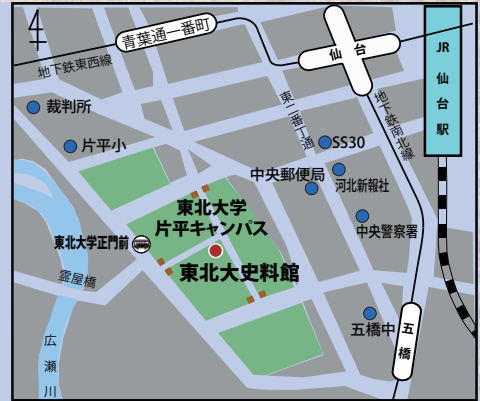 青葉通一番町
仙台
JR仙台駅
地下鉄東西線
地下鉄南北線
裁判所
東二番丁通
SS30
片平小
中央郵便局
河北新報社
東北大学
片平キャンパス
中央警察署
東北大学正門前
東北大史料館
霊屋橋
五橋中
五橋
広瀬川